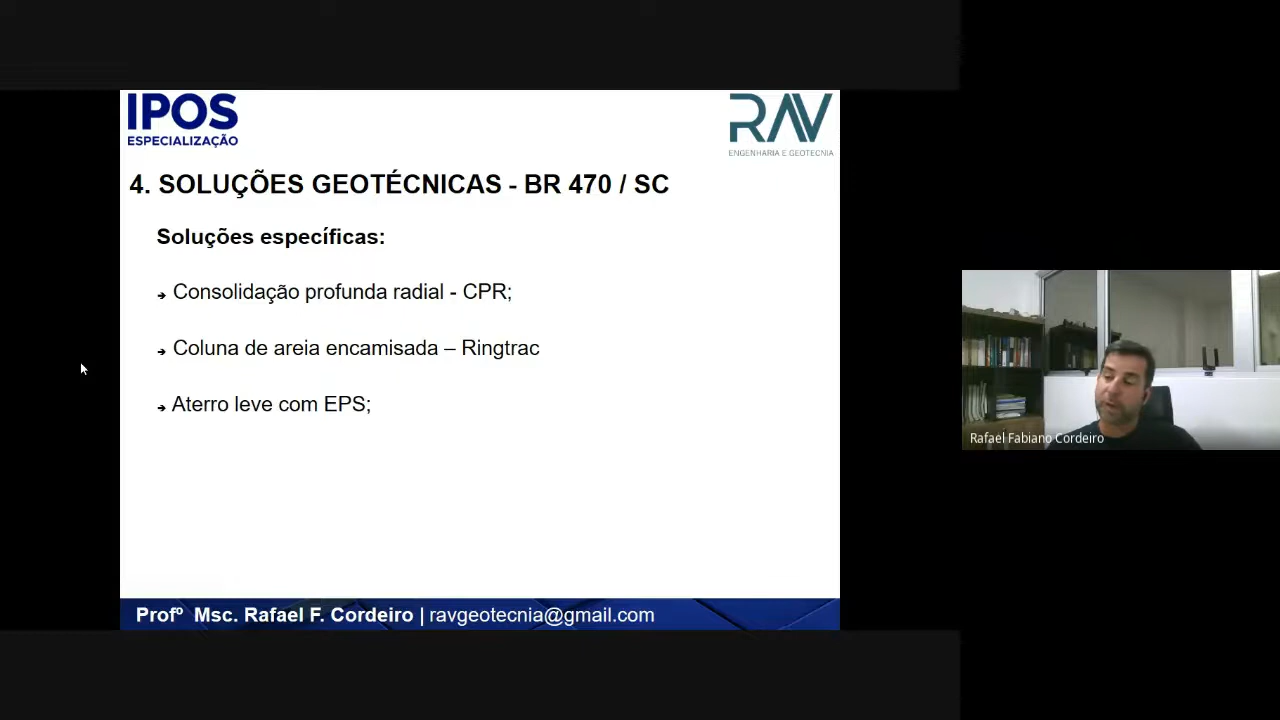 IPOS
ESPECIALIZAÇÃO
RAV
ENGENHARIA E GEOTECNIA
4. SOLUÇÕES GEOTÉCNICAS - BR 470 / SC
Soluções específicas:
➔ Consolidação profunda radial - CPR;
➔ Coluna de areia encamisada – Ringtrac
➔ Aterro leve com EPS;
Rafael Fabiano Cordeiro
Profº Msc. Rafael F. Cordeiro | ravgeotecnia@gmail.com